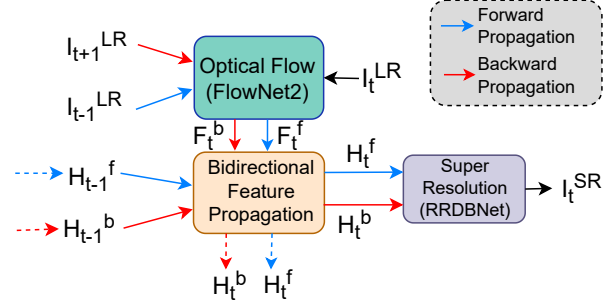 I_{t+1}^{LR}
I_{t-1}^{LR}
Optical Flow
(FlowNet2)
I_t^{LR}
Forward
Propagation
Backward
Propagation
F_t^b
F_t^f
H_{t-1}^f
H_{t-1}^b
Bidirectional
Feature
Propagation
H_t^f
H_t^b
Super
Resolution
(RRDBNet)
I_t^{SR}
H_t^b
H_t^f